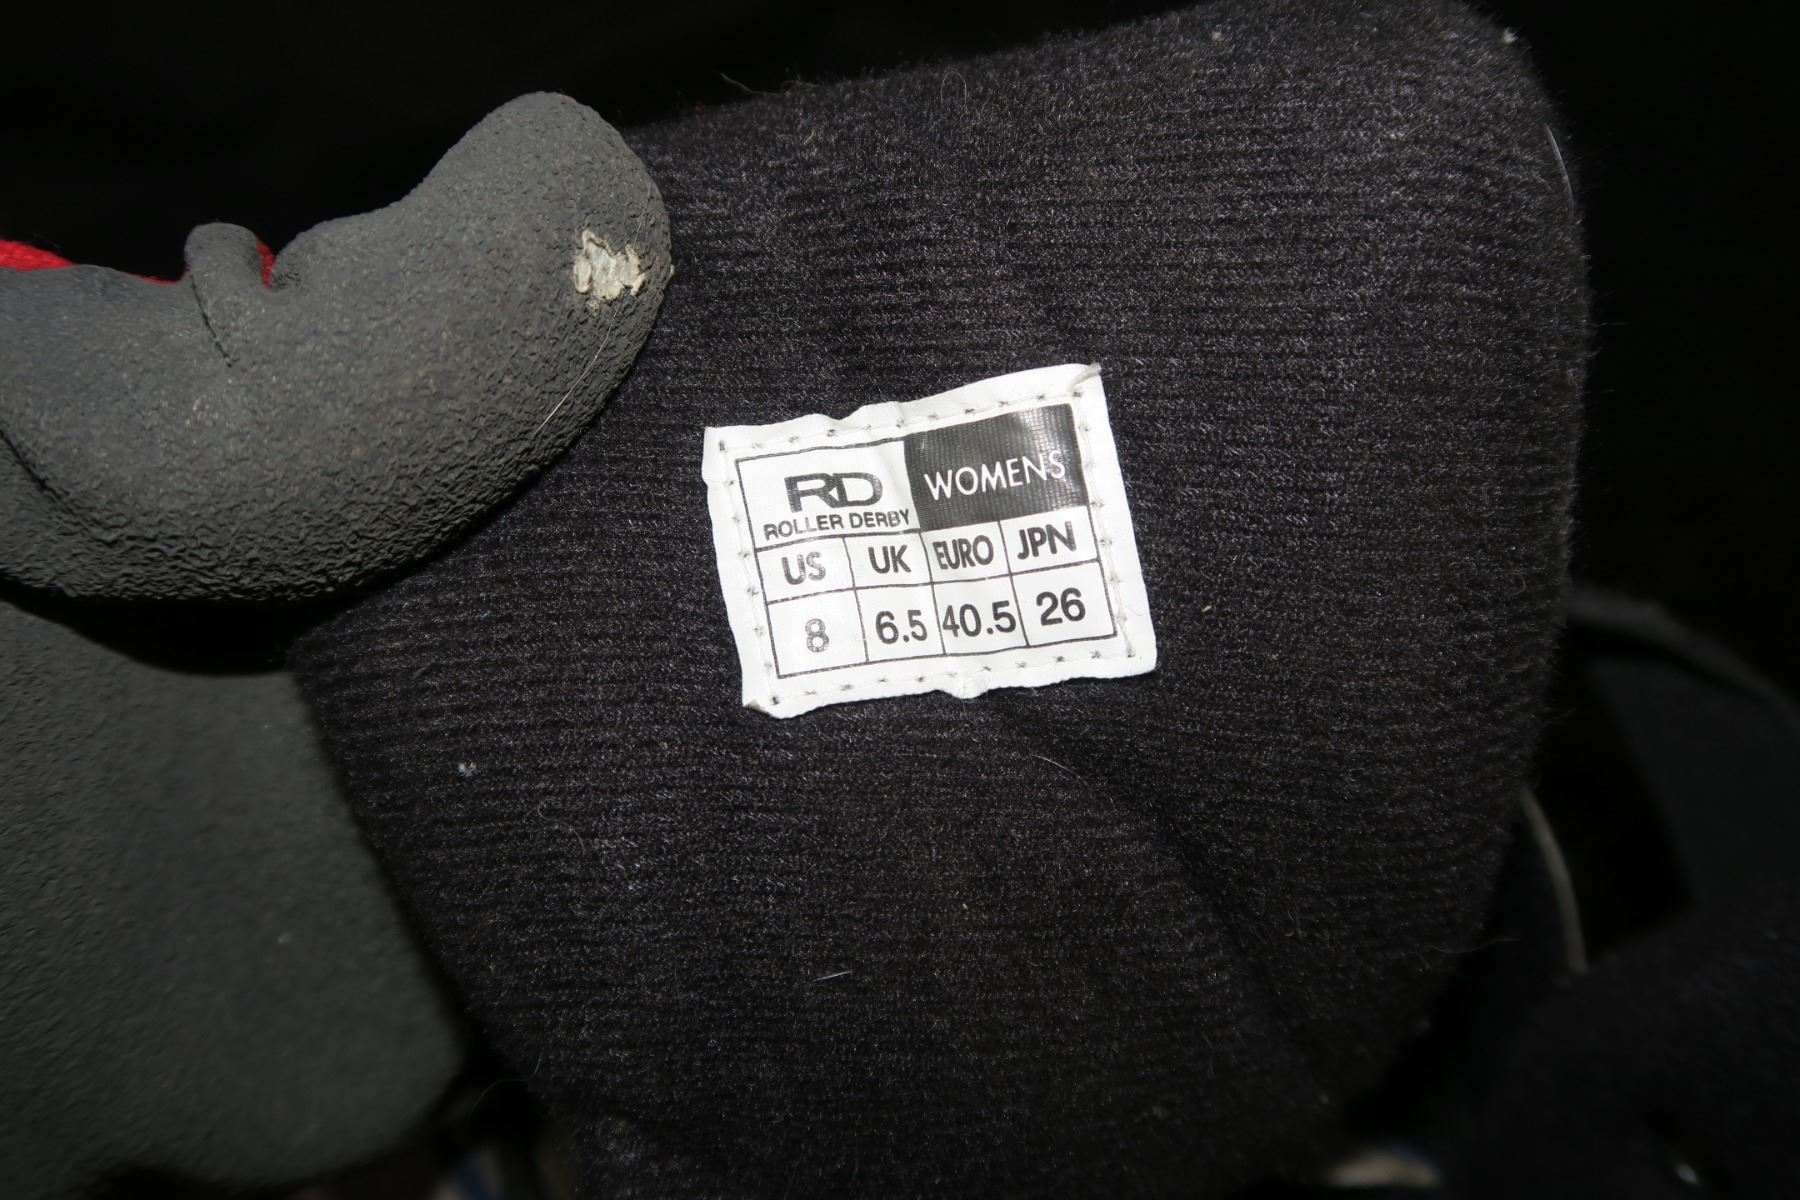 RD WOMENS
ROLLER DERBY
US UK EURO JPN
8 6.5 40.5 26